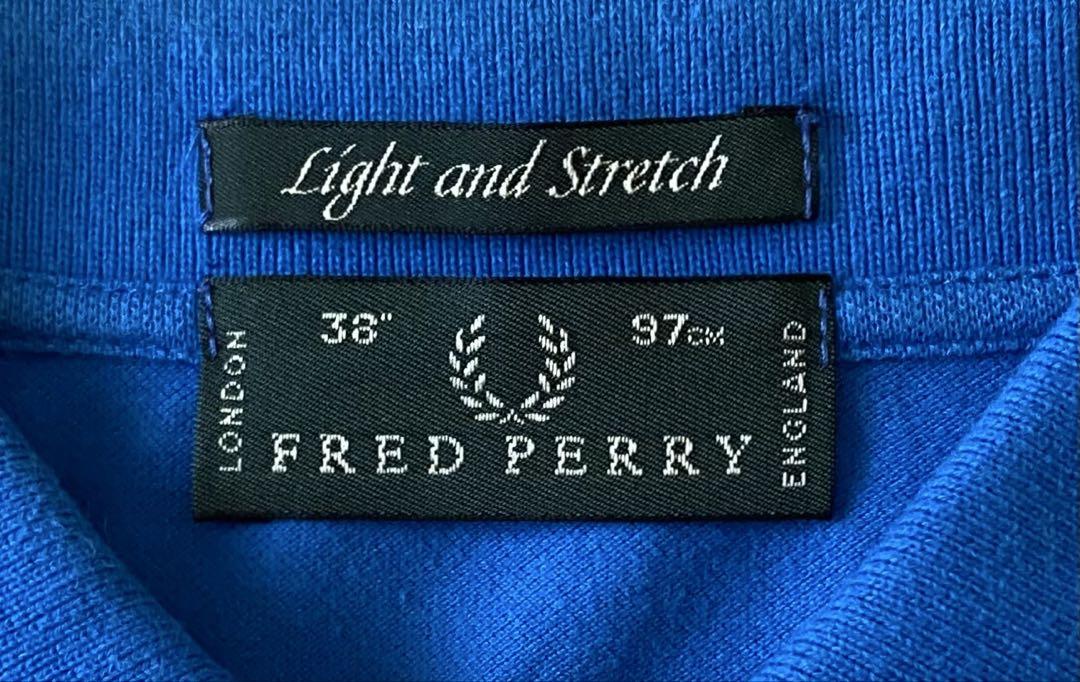 Light and Stretch
38" 97CM
LONDON
FRED PERRY
ENGLAND